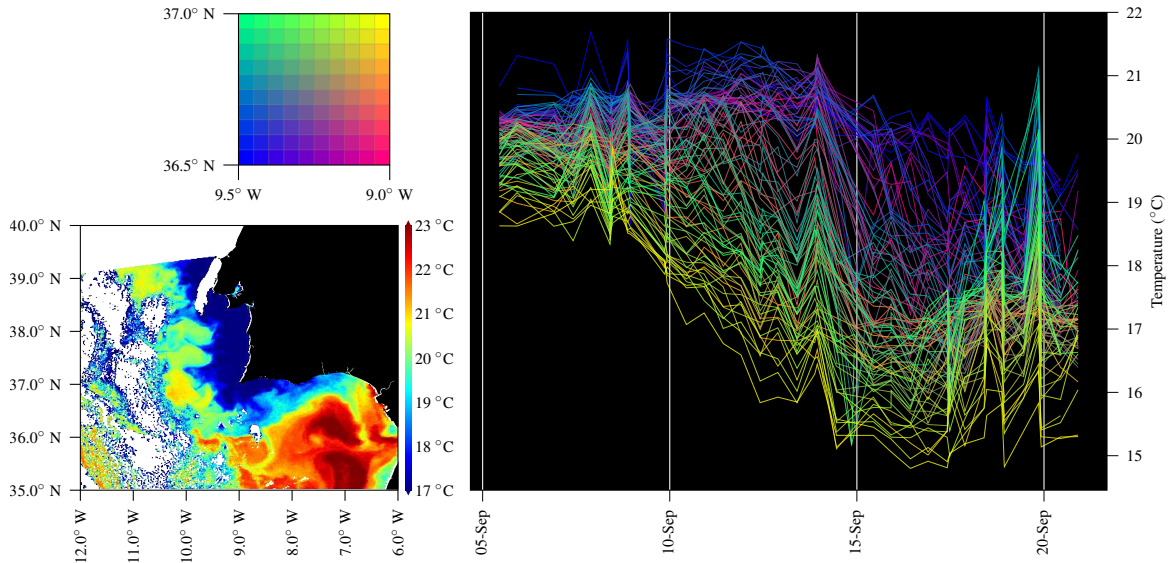 37.0° N
36.5° N
9.5° W
9.0° W
40.0° N
39.0° N
38.0° N
37.0° N
36.0° N
35.0° N
12.0° W
11.0° W
10.0° W
9.0° W
8.0° W
7.0° W
6.0° W
23 °C
22 °C
21 °C
20 °C
19 °C
18 °C
17 °C
22
21
20
19
18
17
16
15
Temperature (°C)
05-Sep
10-Sep
15-Sep
20-Sep